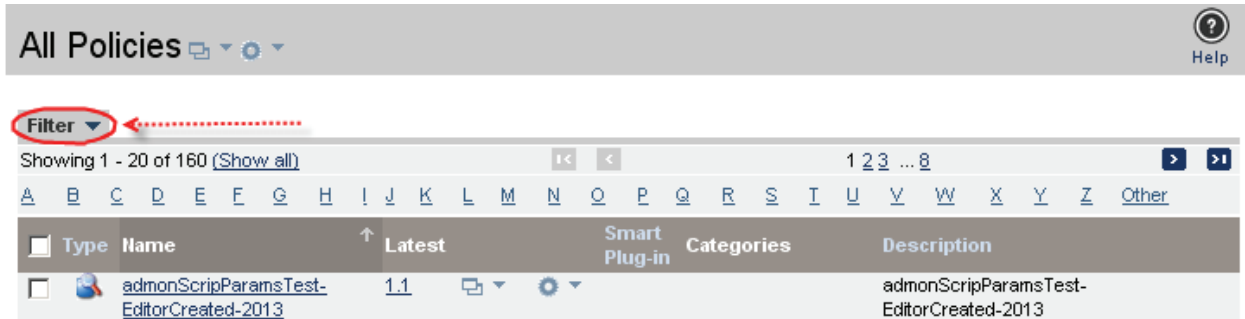 All Policies
Help
Filter
Showing 1 - 20 of 160 (Show all) 1 2 3 ... 8
A B C D E F G H I J K L M N O P Q R S T U V W X Y Z Other
Type Name Latest Smart Plug-in Categories Description
admonScripParamsTest- 1.1 admonScripParamsTest-
EditorCreated-2013 EditorCreated-2013